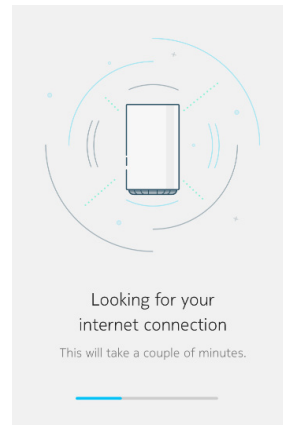 Looking for your
internet connection
This will take a couple of minutes.